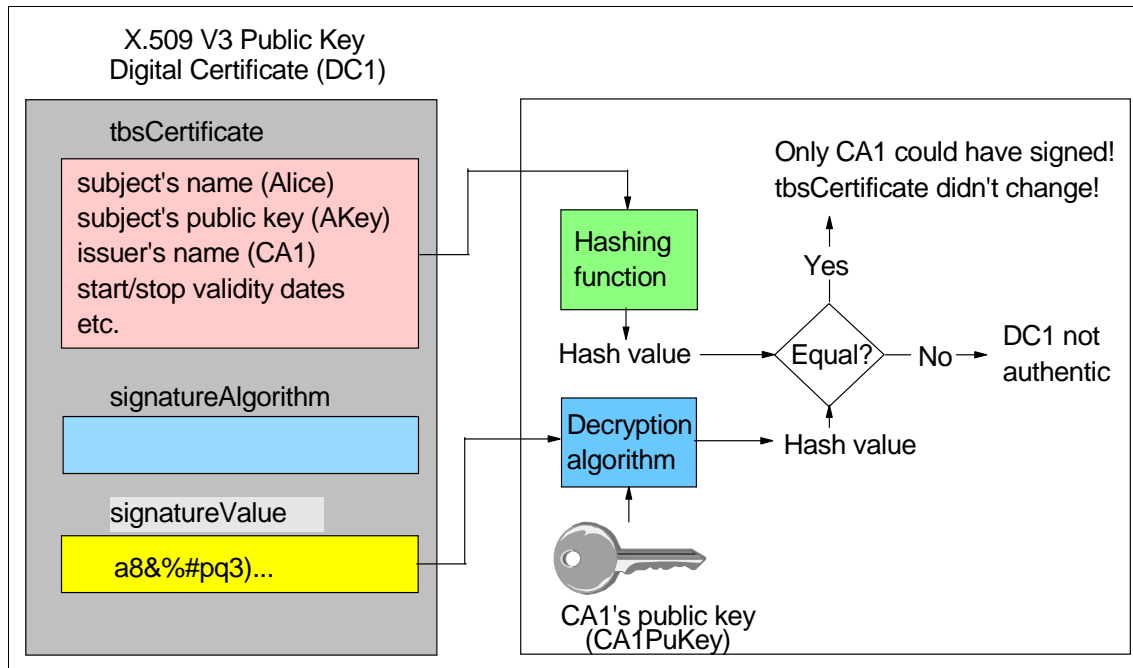 X.509 V3 Public Key
Digital Certificate (DC1)
tbsCertificate
subject's name (Alice)
subject's public key (AKey)
issuer's name (CA1)
start/stop validity dates
etc.
signatureAlgorithm
signatureValue
a8&%#pq3)...
Only CA1 could have signed!
tbsCertificate didn't change!
Hashing
function
Yes
Hash value
Equal?
No
DC1 not
authentic
Decryption
algorithm
Hash value
CA1's public key
(CA1PuKey)